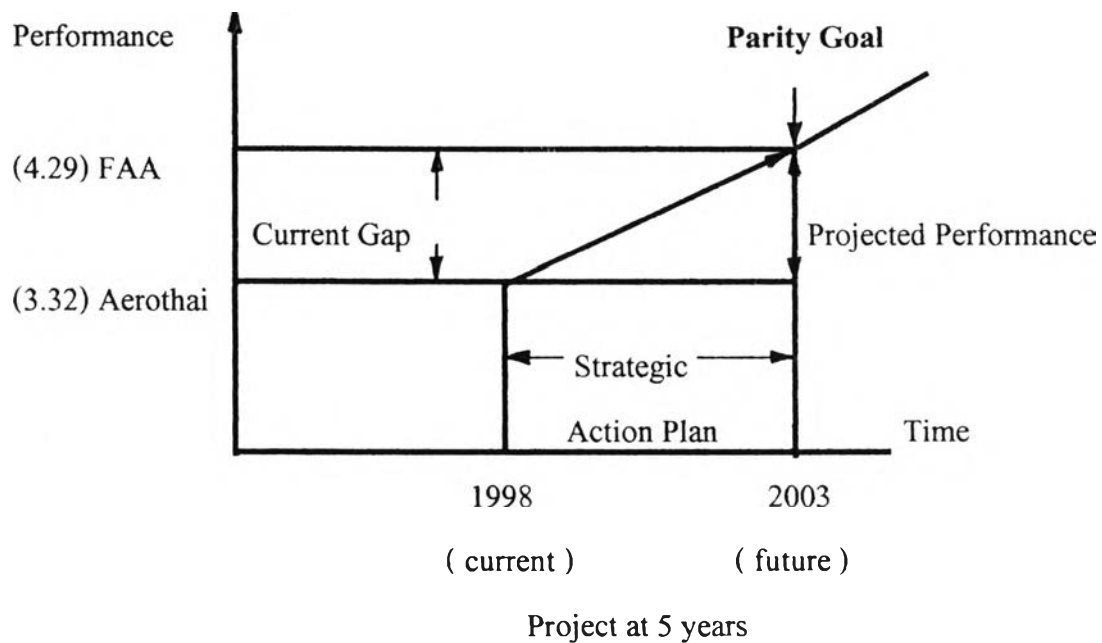 Performance
Parity Goal
(4.29) FAA
Current Gap
Projected Performance
(3.32) Aerothai
Strategic
Action Plan
Time
1998
2003
( current )
( future )
Project at 5 years